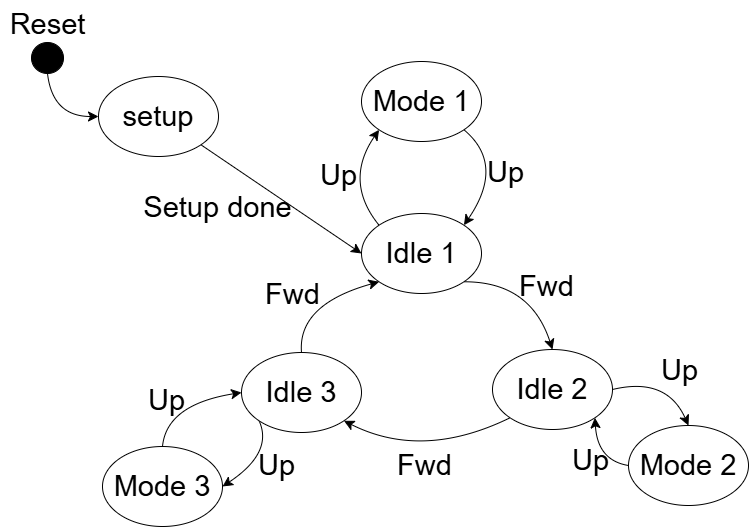 Reset
Mode 1
setup
Up
Up
Setup done
Idle 1
Fwd
Fwd
Idle 3
Idle 2
Up
Up
Fwd
Up
Up
Mode 3
Mode 2